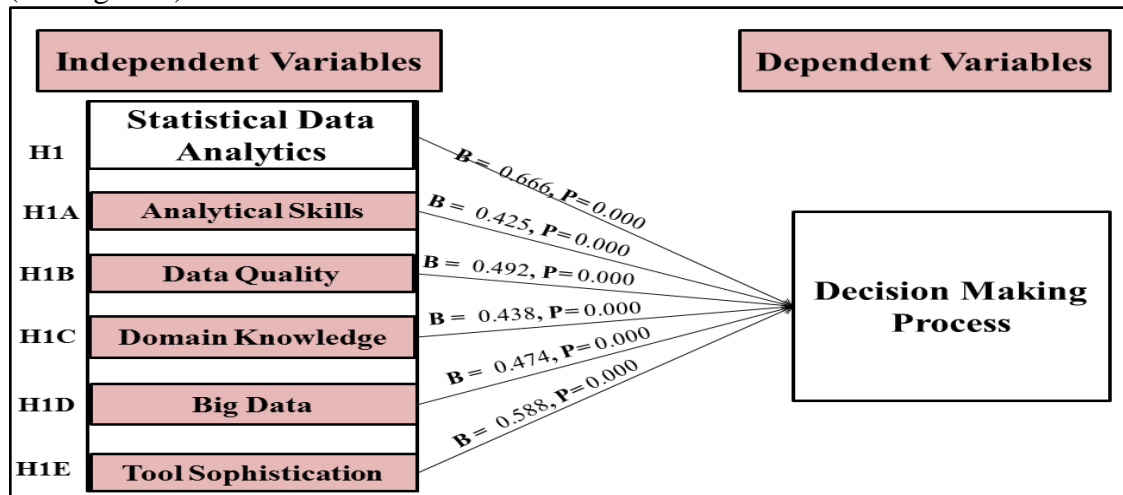 Independent Variables
Dependent Variables
H1
Statistical Data
Analytics
B = 0.666, P=0.000
H1A
Analytical Skills
B = 0.425, P=0.000
H1B
Data Quality
B = 0.492, P=0.000
H1C
Domain Knowledge
B = 0.438, P=0.000
H1D
Big Data
B = 0.474, P=0.000
H1E
Tool Sophistication
B = 0.588, P=0.000
Decision Making
Process